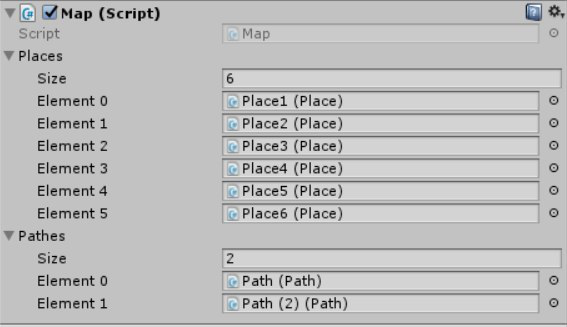 Map (Script)
Script Map
Places
Size 6
Element 0 Place1 (Place)
Element 1 Place2 (Place)
Element 2 Place3 (Place)
Element 3 Place4 (Place)
Element 4 Place5 (Place)
Element 5 Place6 (Place)
Pathes
Size 2
Element 0 Path (Path)
Element 1 Path (2) (Path)